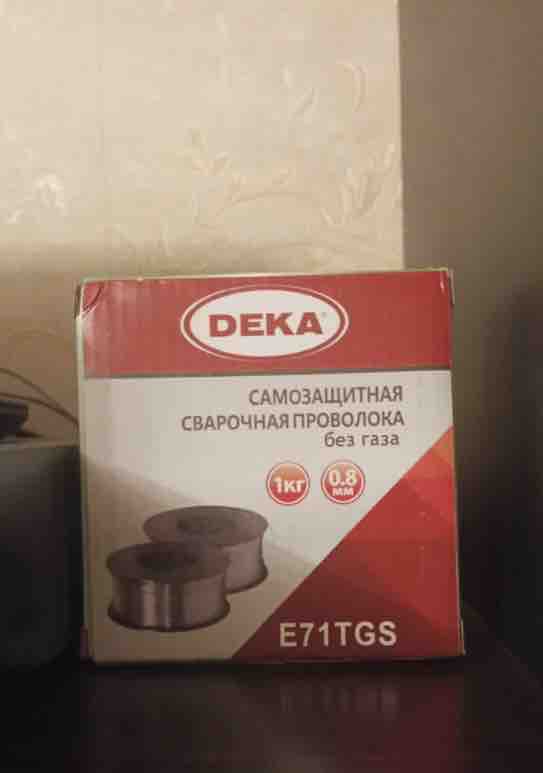 DEKA
САМОЗАЩИТНАЯ
СВАРОЧНАЯ ПРОВОЛОКА
без газа
1кг
0.8
мм
E71TGS